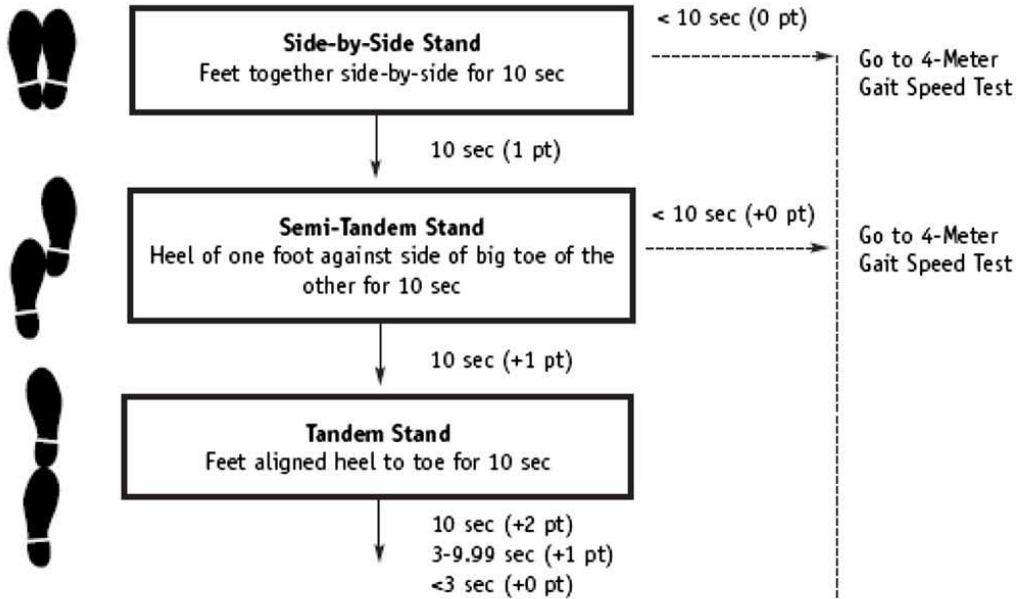 < 10 sec (0 pt)
Side-by-Side Stand
Feet together side-by-side for 10 sec
Go to 4-Meter
Gait Speed Test
10 sec (1 pt)
< 10 sec (+0 pt)
Semi-Tandem Stand
Heel of one foot against side of big toe of the
other for 10 sec
Go to 4-Meter
Gait Speed Test
10 sec (+1 pt)
Tandem Stand
Feet aligned heel to toe for 10 sec
10 sec (+2 pt)
3-9.99 sec (+1 pt)
<3 sec (+0 pt)